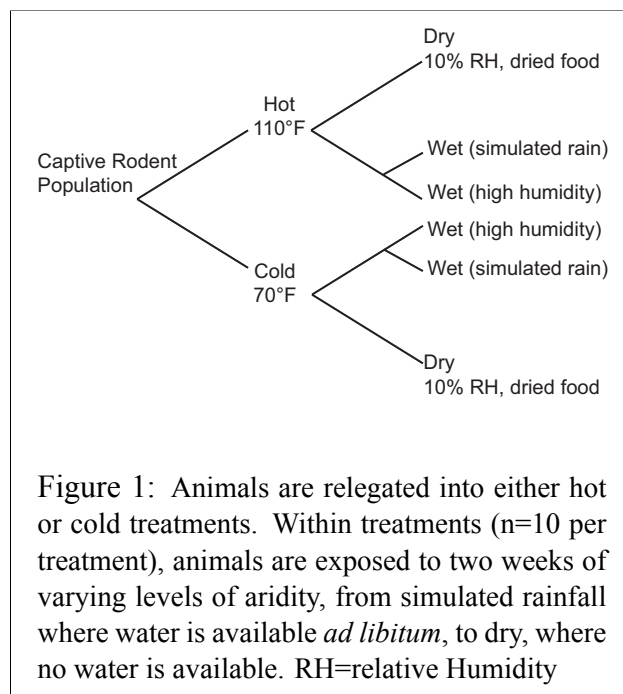 Dry
10% RH, dried food
Hot
110°F
Wet (simulated rain)
Captive Rodent
Population
Wet (high humidity)
Wet (high humidity)
Cold
70°F
Wet (simulated rain)
Dry
10% RH, dried food
Figure 1: Animals are relegated into either hot
or cold treatments. Within treatments (n=10 per
treatment), animals are exposed to two weeks of
varying levels of aridity, from simulated rainfall
where water is available ad libitum, to dry, where
no water is available. RH=relative Humidity